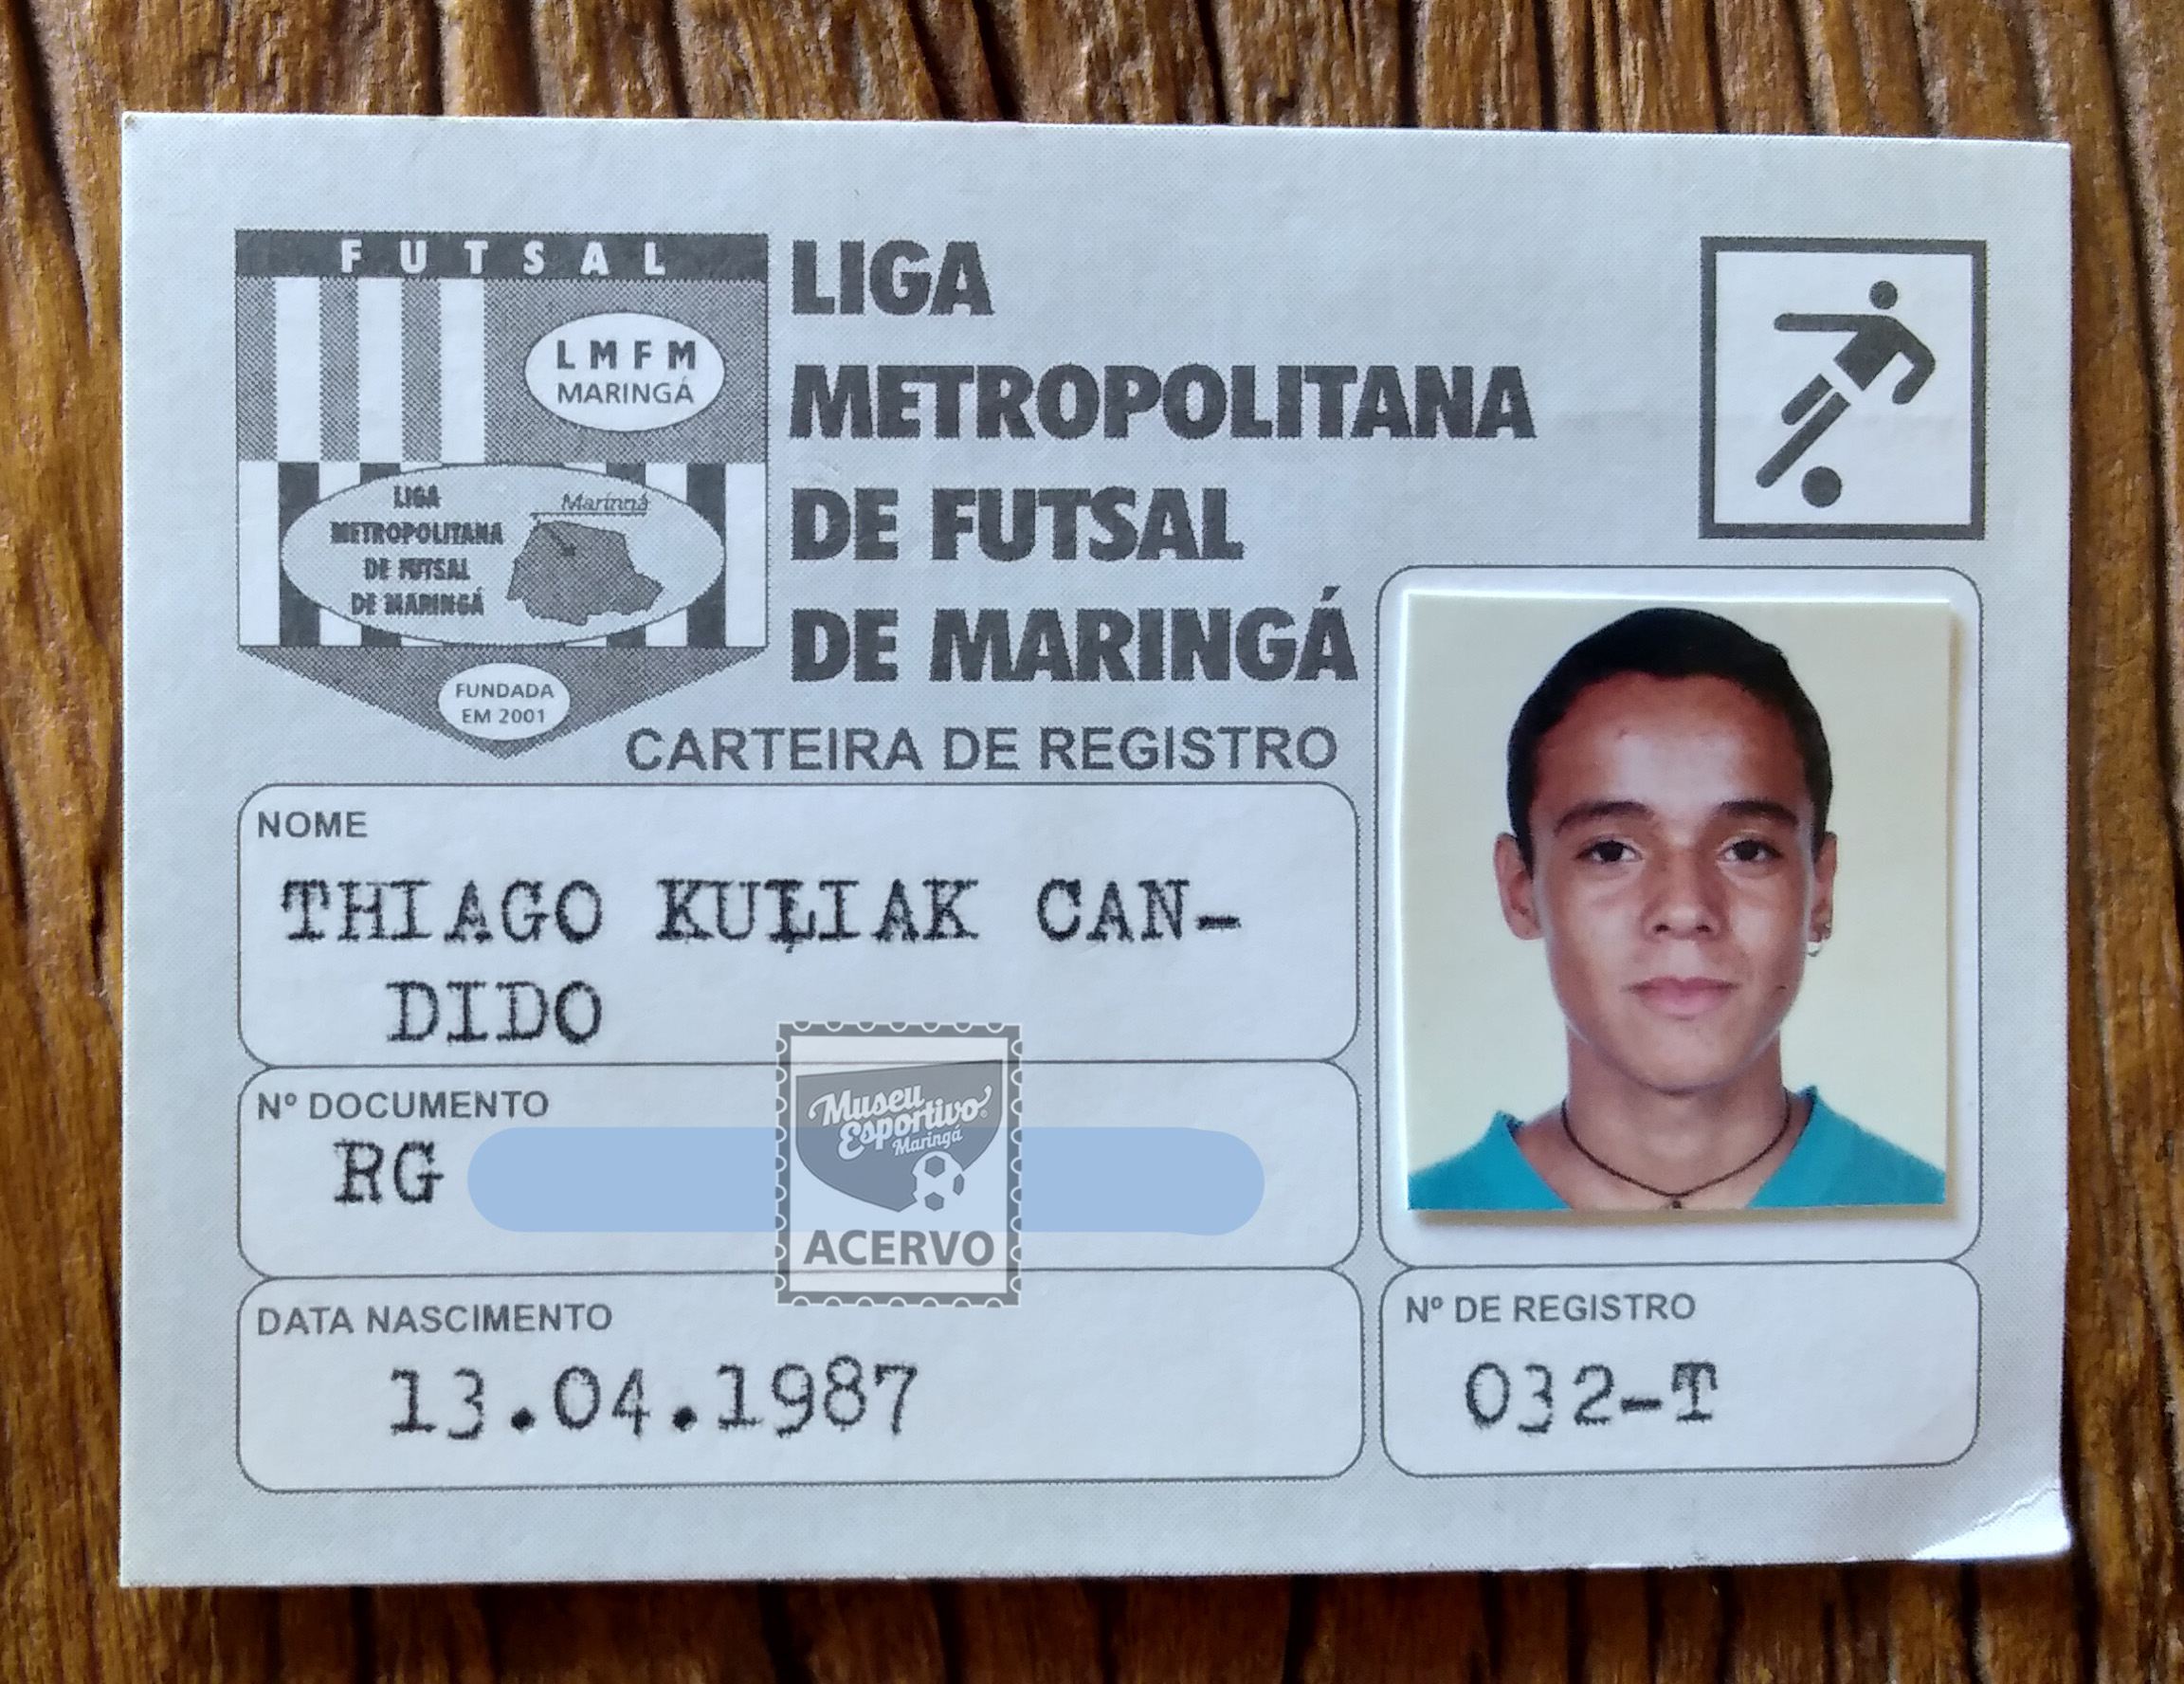 FUTSAL
LMFM
MARINGÁ
LIGA
METROPOLITANA
DE FUTSAL
DE MARINGÁ
Maringá
FUNDADA
EM 2001
LIGA
METROPOLITANA
DE FUTSAL
DE MARINGÁ
CARTEIRA DE REGISTRO
NOME
THIAGO KULIAK CAN-
DIDO
Nº DOCUMENTO
RG
Museu
Esportivo
Maringá
ACERVO
DATA NASCIMENTO
13.04.1987
Nº DE REGISTRO
032-T